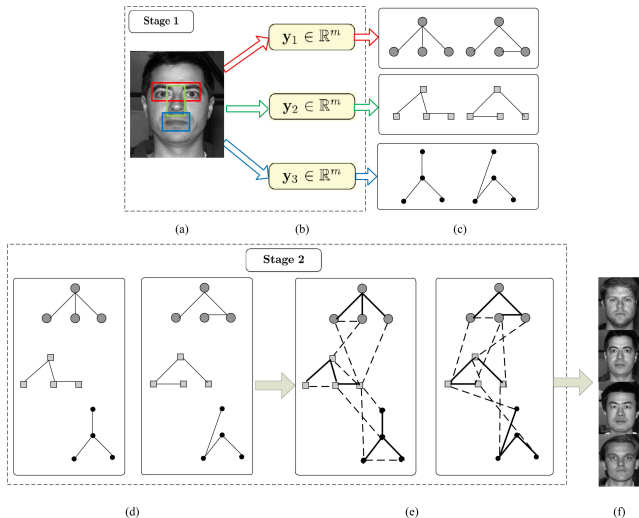 Stage 1
y₁ ∈ ℝᵐ
y₂ ∈ ℝᵐ
y₃ ∈ ℝᵐ
(a)
(b)
(c)
Stage 2
(d)
(e)
(f)